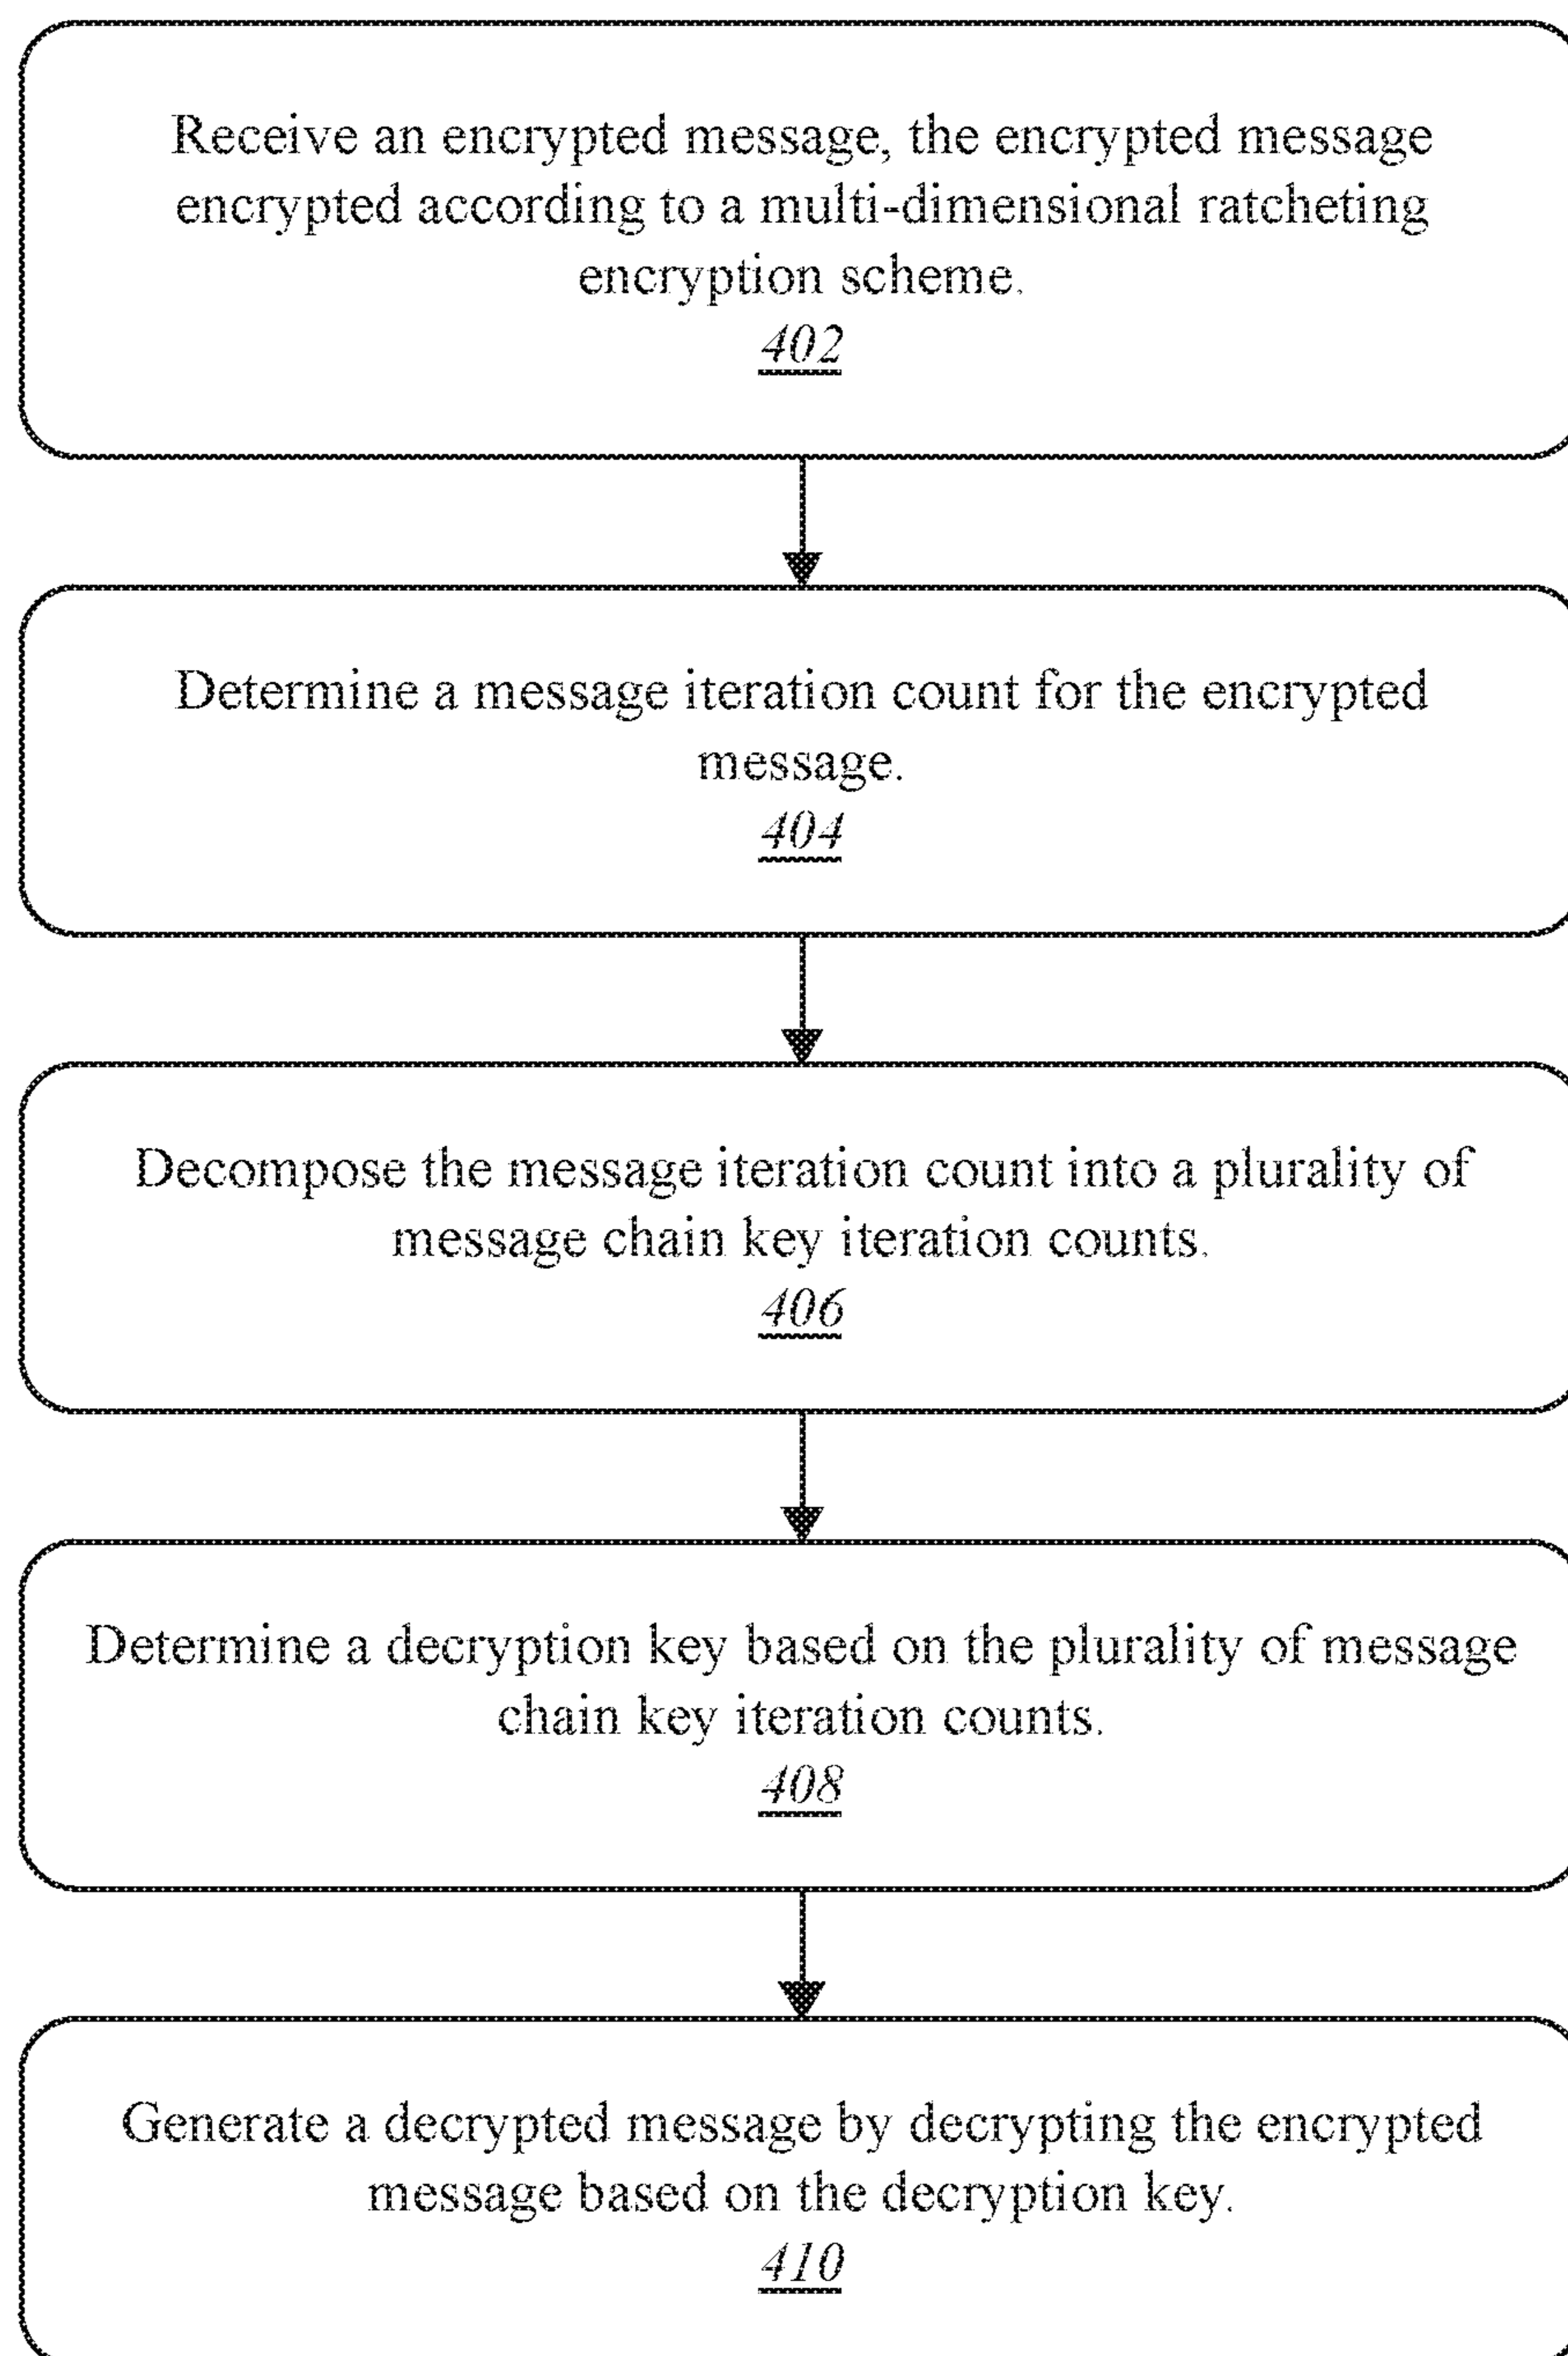 Receive an encrypted message, the encrypted message
encrypted according to a multi-dimensional ratcheting
encryption scheme.
402
Determine a message iteration count for the encrypted
message.
404
Decompose the message iteration count into a plurality of
message chain key iteration counts.
406
Determine a decryption key based on the plurality of message
chain key iteration counts.
408
Generate a decrypted message by decrypting the encrypted
message based on the decryption key.
410